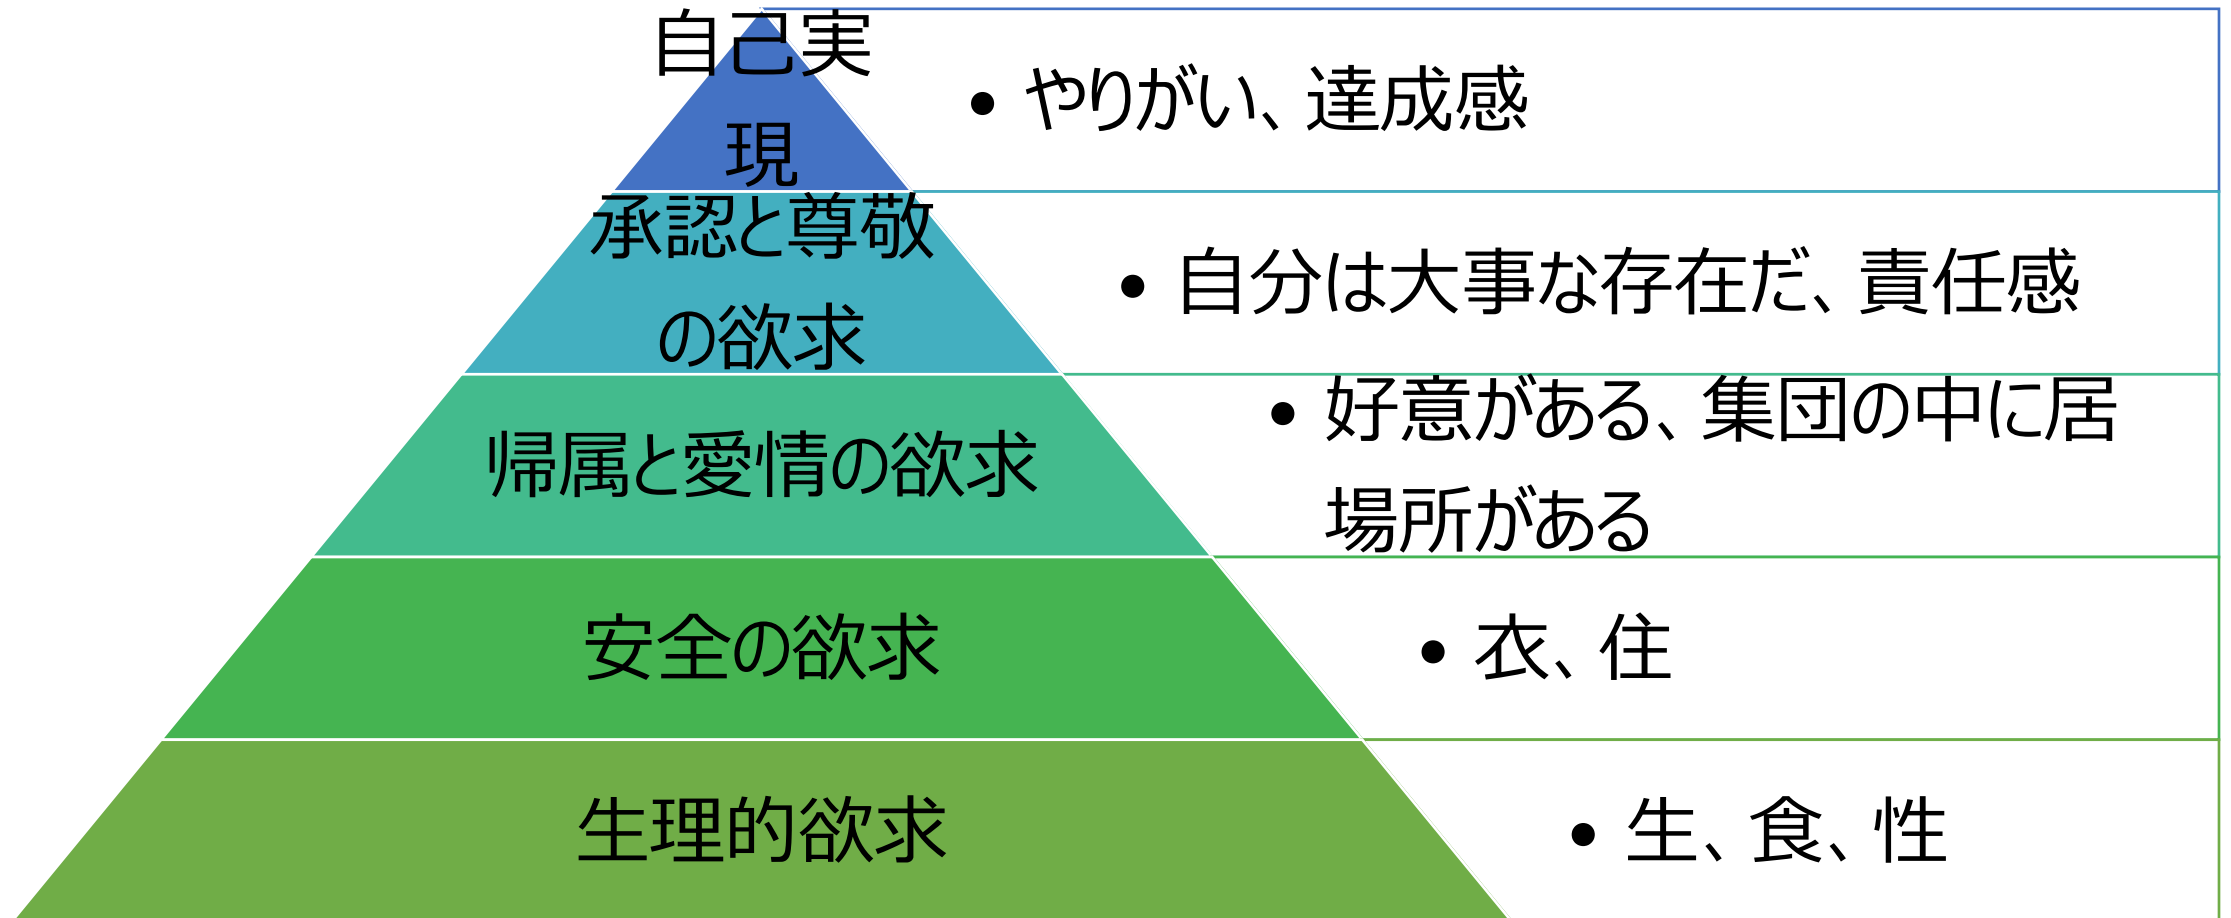 自己実
現
• やりがい、達成感
承認と尊敬
の欲求
• 自分は大事な存在だ、責任感
帰属と愛情の欲求
• 好意がある、集団の中に居
場所がある
安全の欲求
• 衣、住
生理的欲求
• 生、食、性